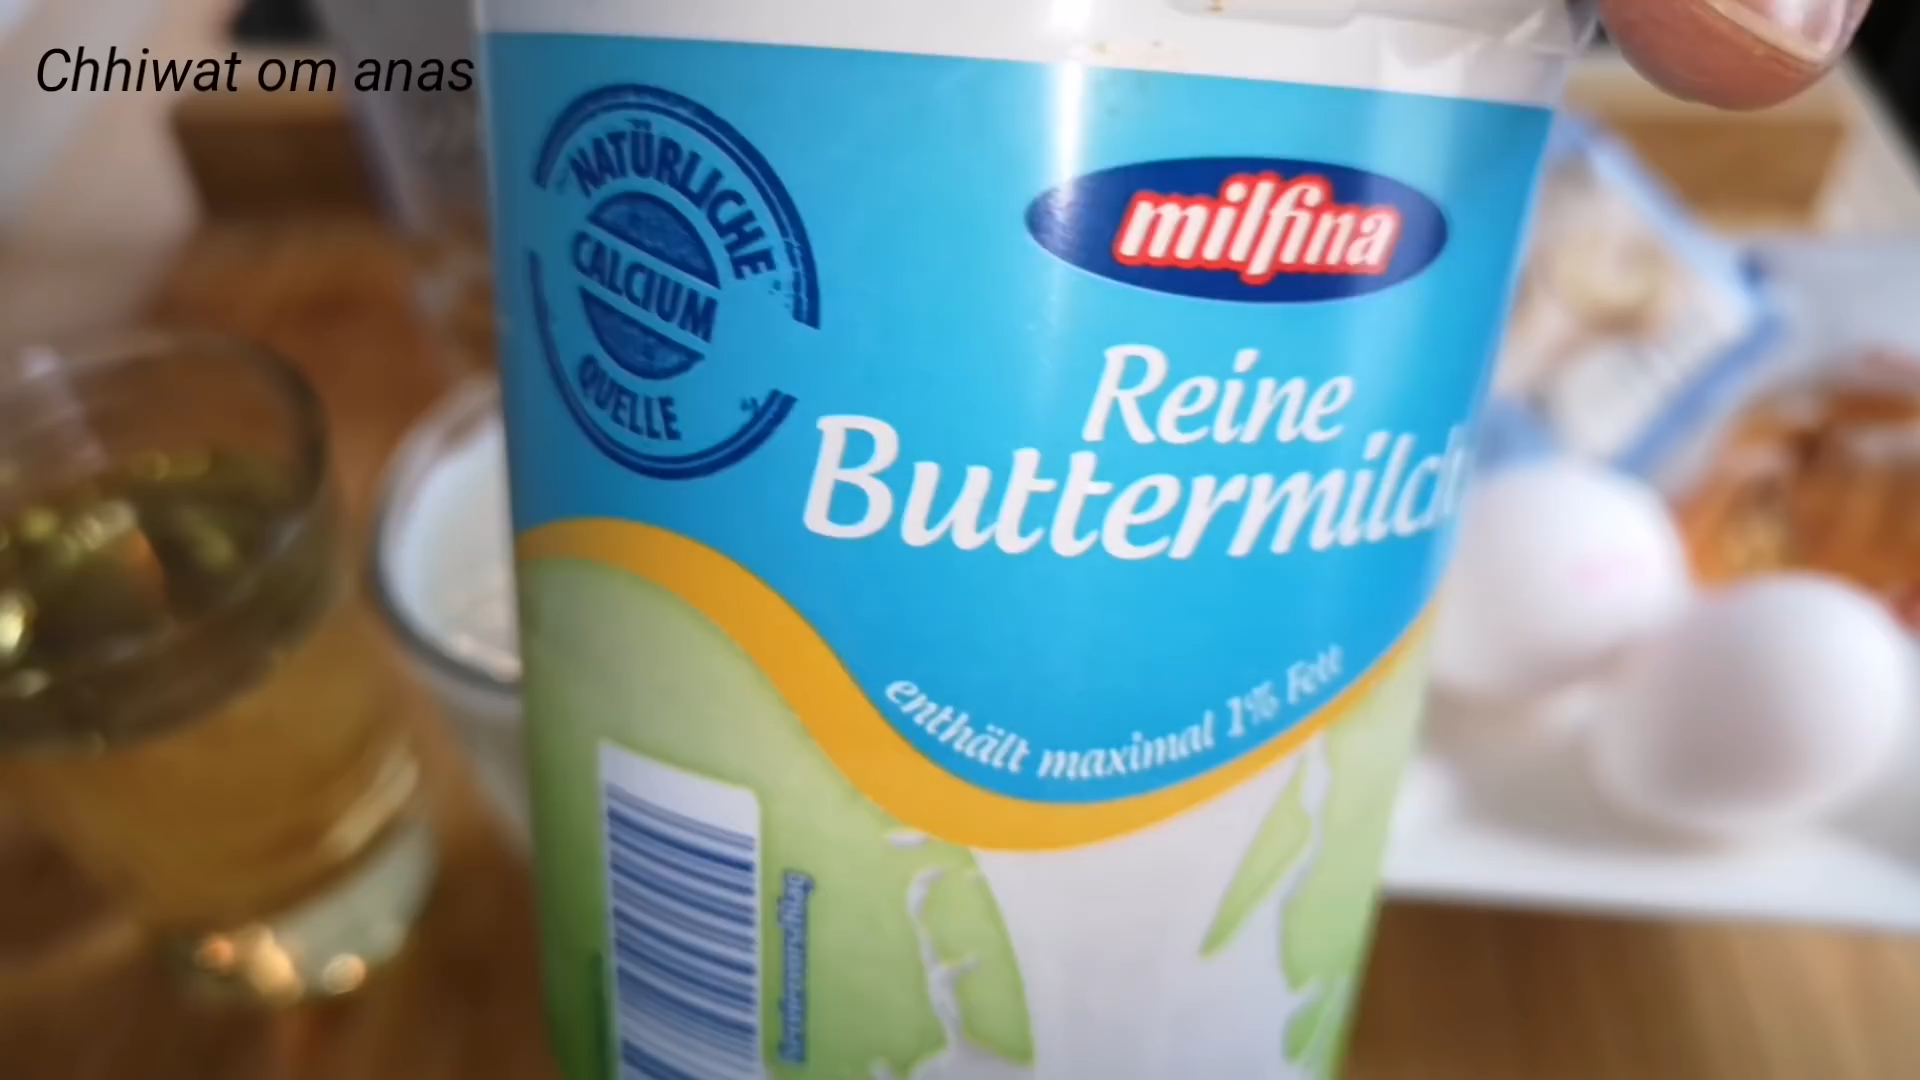 Chhiwat om anas
NATÜRLICHE
CALCIUM
QUELLE
milfina
Reine
Buttermilch
enthält maximal 1% Fett